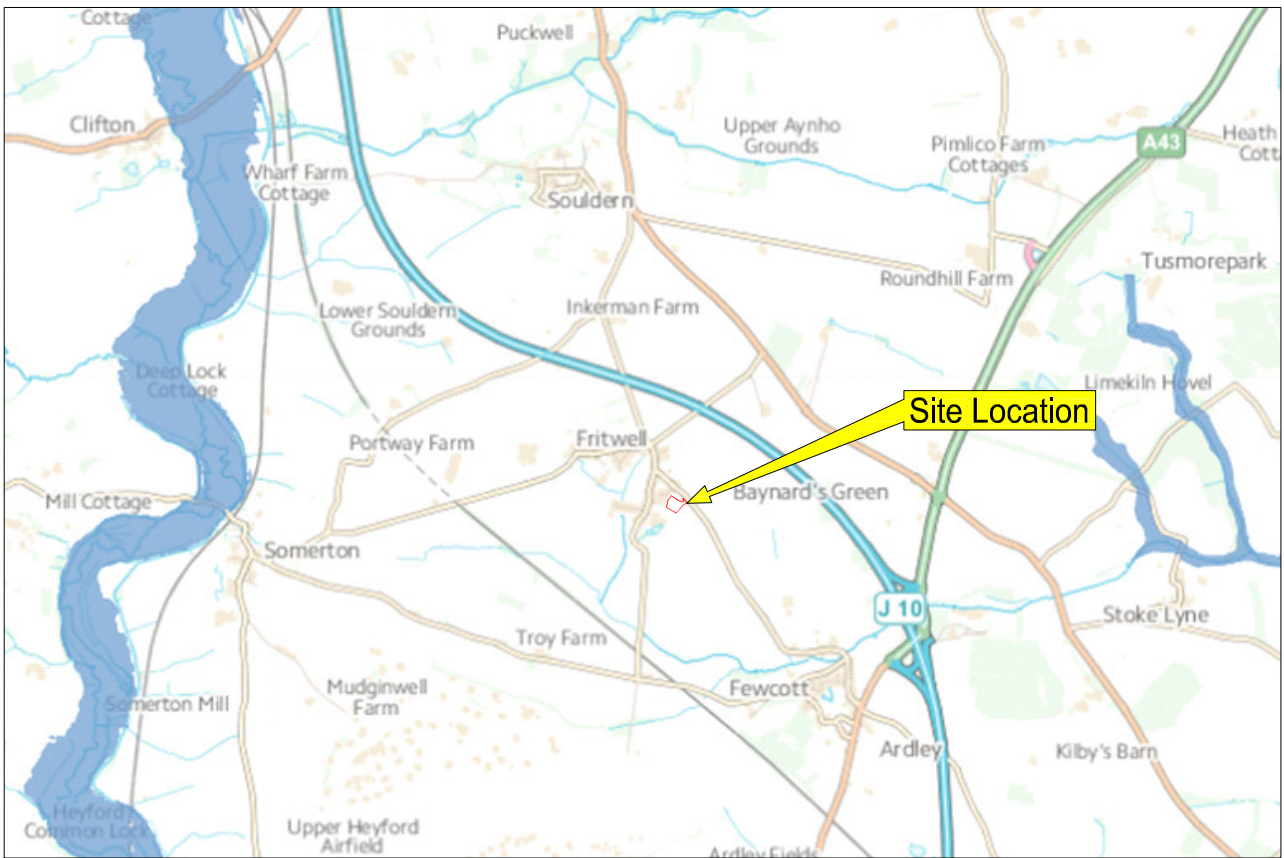 Cottage
Puckwell
Clifton
Upper Aynho
Grounds
Pimlico Farm
Cottages
A43
Heath
Cott
Wharf Farm
Cottage
Souldern
Tusmorepark
Roundhill Farm
Inkerman Farm
Lower Souldern
Grounds
Deep Lock
Cottage
Limekiln Hovel
Site Location
Portway Farm
Fritwell
Mill Cottage
Baynard's Green
Somerton
J 10
Stoke Lyne
Troy Farm
Mudginwell
Farm
Fewcott
Somerton Mill
Ardley
Kilby's Barn
Heyford
Common Lock
Upper Heyford
Airfield
Ardley Fields